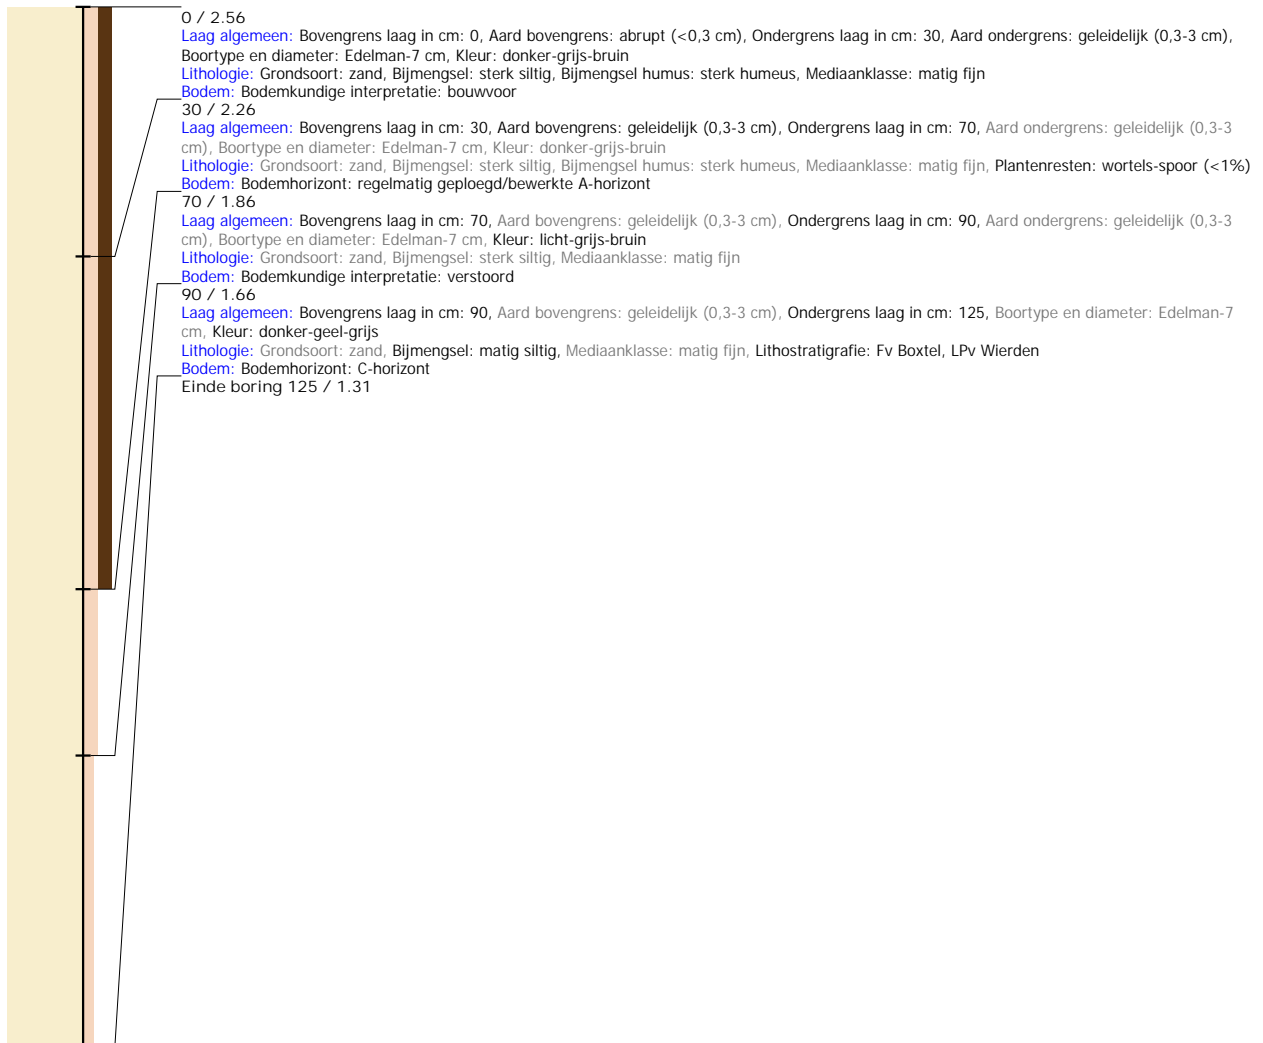 0 / 2.56
Laag algemeen: Bovengrens laag in cm: 0, Aard bovengrens: abrupt (<0,3 cm), Ondergrens laag in cm: 30, Aard ondergrens: geleidelijk (0,3-3 cm),
Boortype en diameter: Edelman-7 cm, Kleur: donker-grijs-bruin
Lithologie: Grondsoort: zand, Bijmengsel: sterk siltig, Bijmengsel humus: sterk humeus, Mediaanklasse: matig fijn
Bodem: Bodemkundige interpretatie: bouwvoor
30 / 2.26
Laag algemeen: Bovengrens laag in cm: 30, Aard bovengrens: geleidelijk (0,3-3 cm), Ondergrens laag in cm: 70, Aard ondergrens: geleidelijk (0,3-3
cm), Boortype en diameter: Edelman-7 cm, Kleur: donker-grijs-bruin
Lithologie: Grondsoort: zand, Bijmengsel: sterk siltig, Bijmengsel humus: sterk humeus, Mediaanklasse: matig fijn, Plantenresten: wortels-spoor (<1%)
Bodem: Bodemhorizont: regelmatig geploegd/bewerkte A-horizont
70 / 1.86
Laag algemeen: Bovengrens laag in cm: 70, Aard bovengrens: geleidelijk (0,3-3 cm), Ondergrens laag in cm: 90, Aard ondergrens: geleidelijk (0,3-3
cm), Boortype en diameter: Edelman-7 cm, Kleur: licht-grijs-bruin
Lithologie: Grondsoort: zand, Bijmengsel: sterk siltig, Mediaanklasse: matig fijn
Bodem: Bodemkundige interpretatie: verstoord
90 / 1.66
Laag algemeen: Bovengrens laag in cm: 90, Aard bovengrens: geleidelijk (0,3-3 cm), Ondergrens laag in cm: 125, Boortype en diameter: Edelman-7
cm, Kleur: donker-geel-grijs
Lithologie: Grondsoort: zand, Bijmengsel: matig siltig, Mediaanklasse: matig fijn, Lithostratigrafie: Fv Boxtel, LPv Wierden
Bodem: Bodemhorizont: C-horizont
Einde boring 125 / 1.31